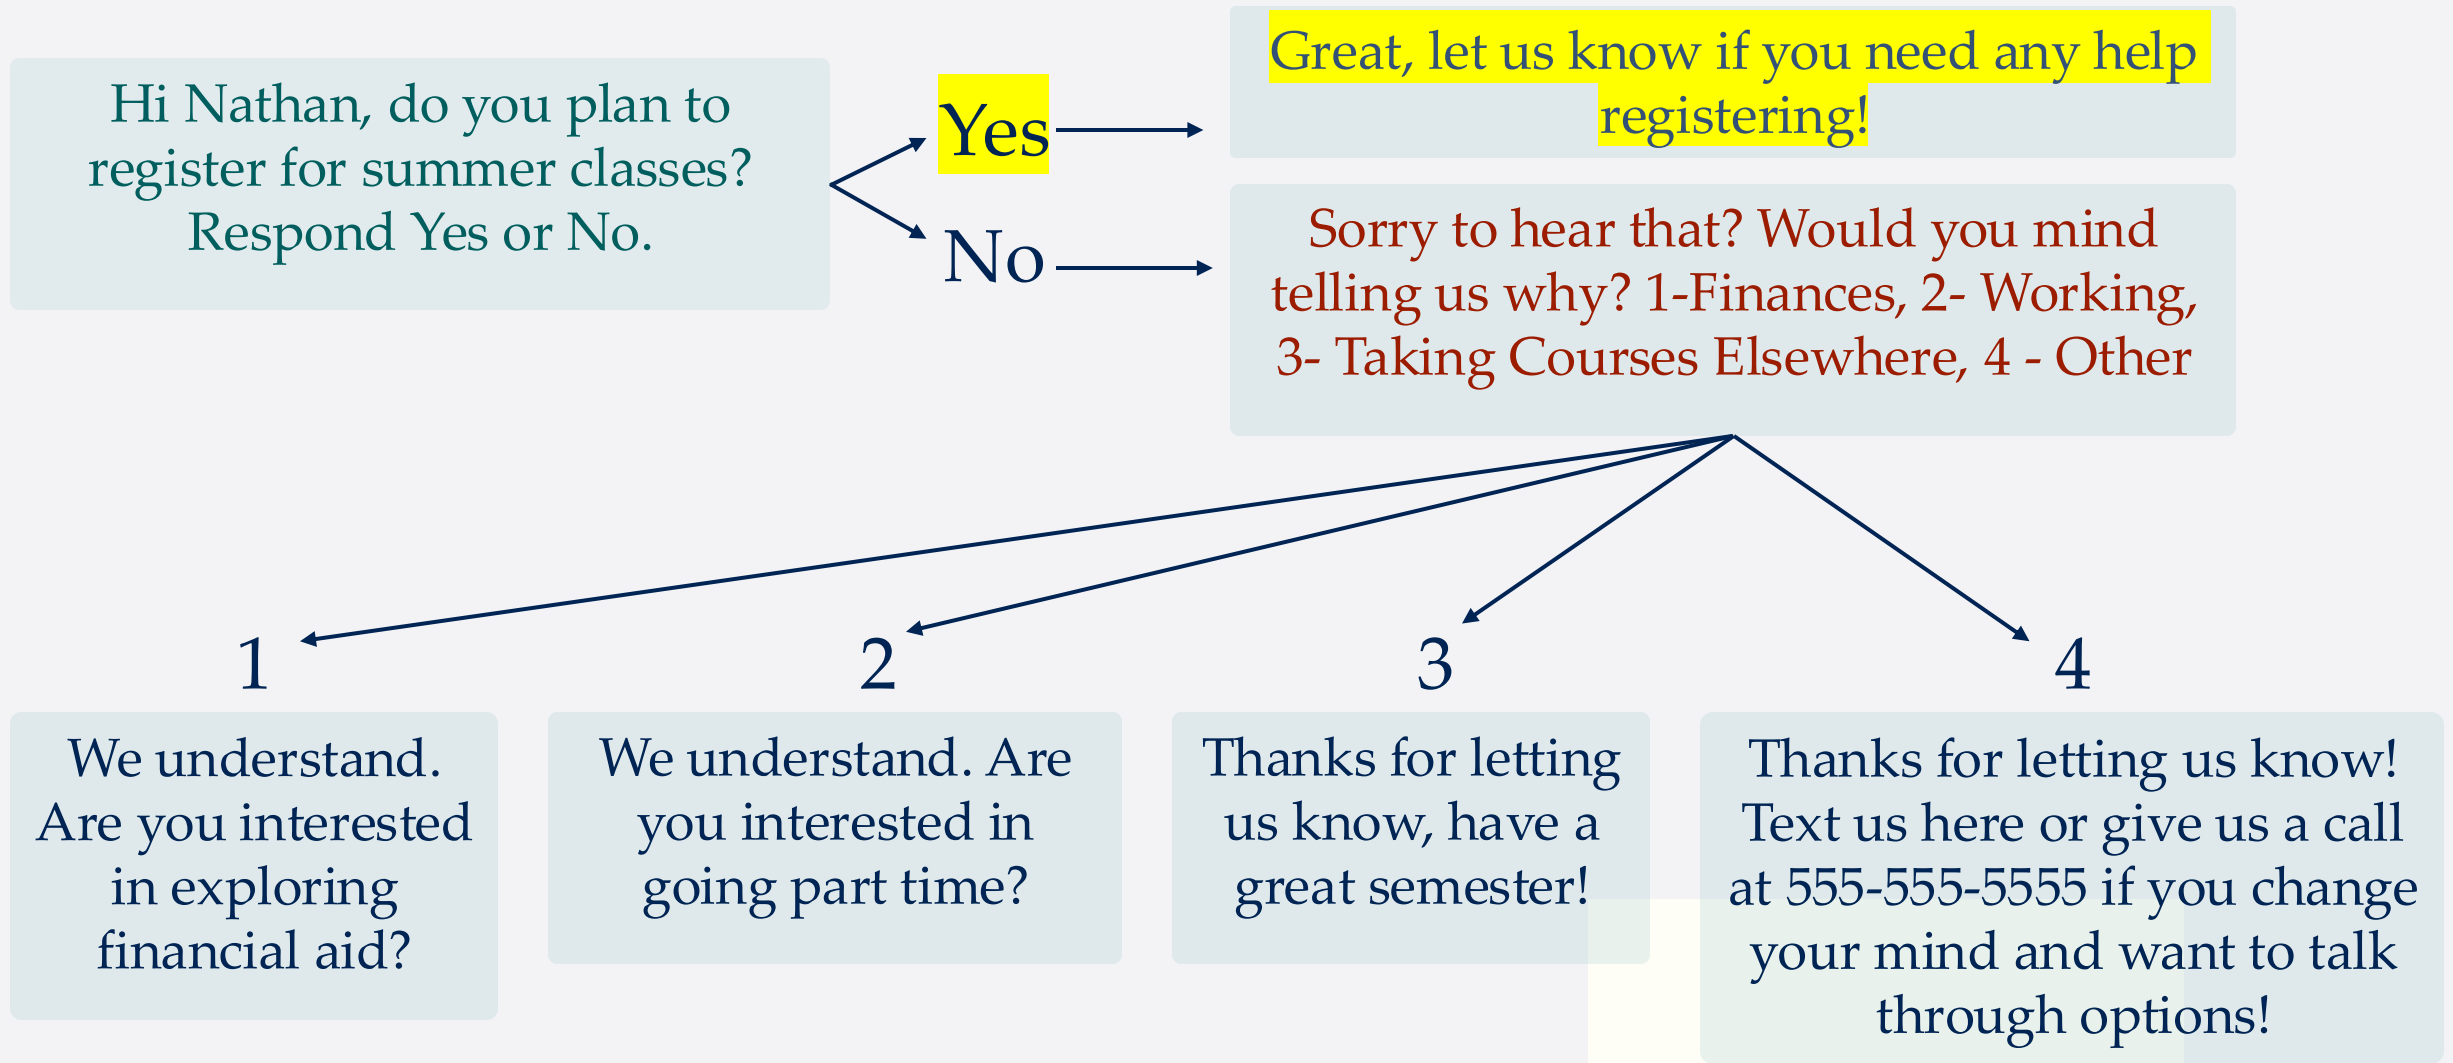 Hi Nathan, do you plan to
register for summer classes?
Respond Yes or No.
Yes
Great, let us know if you need any help
registering!
No
Sorry to hear that? Would you mind
telling us why? 1-Finances, 2- Working,
3- Taking Courses Elsewhere, 4 - Other
1
We understand.
Are you interested
in exploring
financial aid?
2
We understand. Are
you interested in
going part time?
3
Thanks for letting
us know, have a
great semester!
4
Thanks for letting us know!
Text us here or give us a call
at 555-555-5555 if you change
your mind and want to talk
through options!